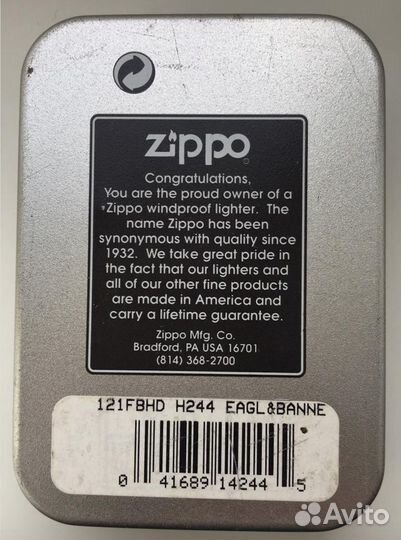 zippo
Congratulations,
You are the proud owner of a
Zippo windproof lighter. The
name Zippo has been
synonymous with quality since
1932. We take great pride in
the fact that our lighters and
all of our other fine products
are made in America and
carry a lifetime guarantee.
Zippo Mfg. Co.
Bradford, PA USA 16701
(814) 368-2700
121FBHD H244 EAGL&BANNE
0 41689 14244 5
Avito